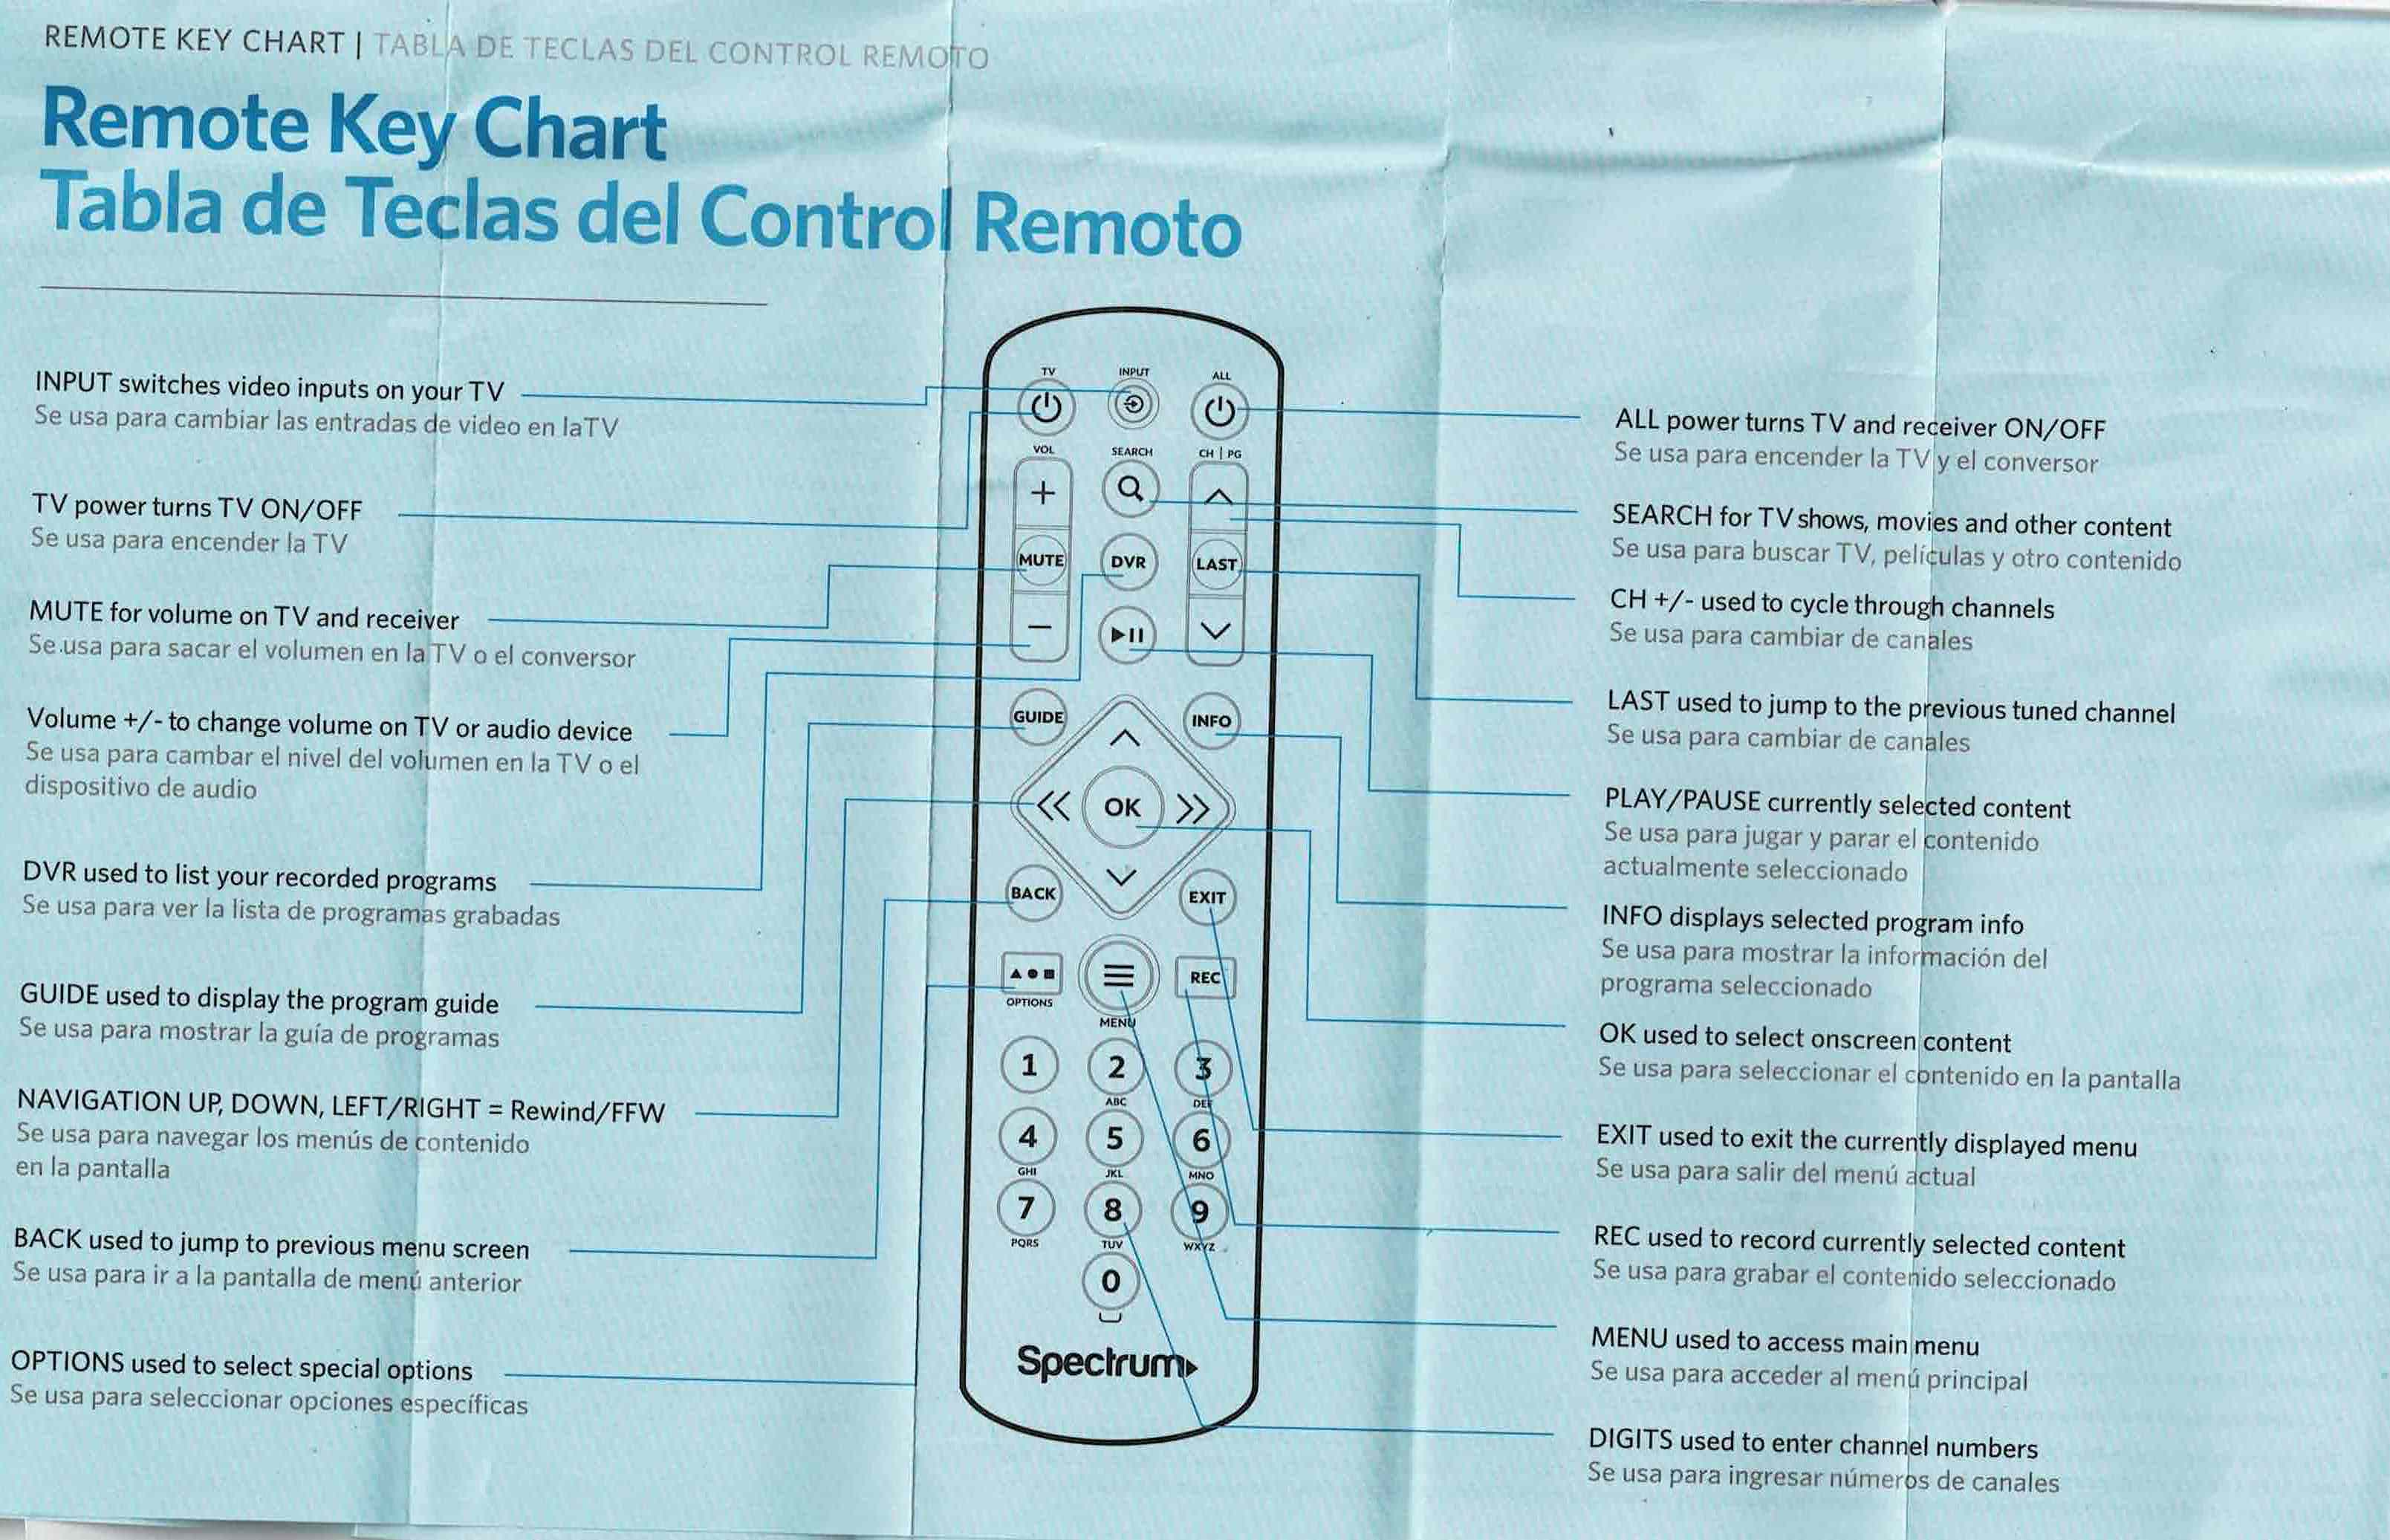 REMOTE KEY CHART | TABLA DE TECLAS DEL CONTROL REMOTO
Remote Key Chart
Tabla de Teclas del Control Remoto
INPUT switches video inputs on your TV
Se usa para cambiar las entradas de video en laTV
TV power turns TV ON/OFF
Se usa para encender la TV
MUTE for volume on TV and receiver
Se usa para sacar el volumen en la TV o el conversor
Volume +/- to change volume on TV or audio device
Se usa para cambar el nivel del volumen en la TV o el
dispositivo de audio
DVR used to list your recorded programs
Se usa para ver la lista de programas grabadas
GUIDE used to display the program guide
Se usa para mostrar la guía de programas
NAVIGATION UP, DOWN, LEFT/RIGHT = Rewind/FFW
Se usa para navegar los menús de contenido
en la pantalla
BACK used to jump to previous menu screen
Se usa para ir a la pantalla de menú anterior
OPTIONS used to select special options
Se usa para seleccionar opciones específicas
TV INPUT ALL
VOL SEARCH CH | PG
+
MUTE DVR LAST
−
GUIDE INFO
OK
BACK EXIT
REC
OPTIONS
MENU
1 2 3
ABC DEF
4 5 6
GHI JKL MNO
7 8 9
PQRS TUV WXYZ
0
Spectrum
ALL power turns TV and receiver ON/OFF
Se usa para encender la TV y el conversor
SEARCH for TV shows, movies and other content
Se usa para buscar TV, películas y otro contenido
CH +/- used to cycle through channels
Se usa para cambiar de canales
LAST used to jump to the previous tuned channel
Se usa para cambiar de canales
PLAY/PAUSE currently selected content
Se usa para jugar y parar el contenido
actualmente seleccionado
INFO displays selected program info
Se usa para mostrar la información del
programa seleccionado
OK used to select onscreen content
Se usa para seleccionar el contenido en la pantalla
EXIT used to exit the currently displayed menu
Se usa para salir del menú actual
REC used to record currently selected content
Se usa para grabar el contenido seleccionado
MENU used to access main menu
Se usa para acceder al menú principal
DIGITS used to enter channel numbers
Se usa para ingresar números de canales